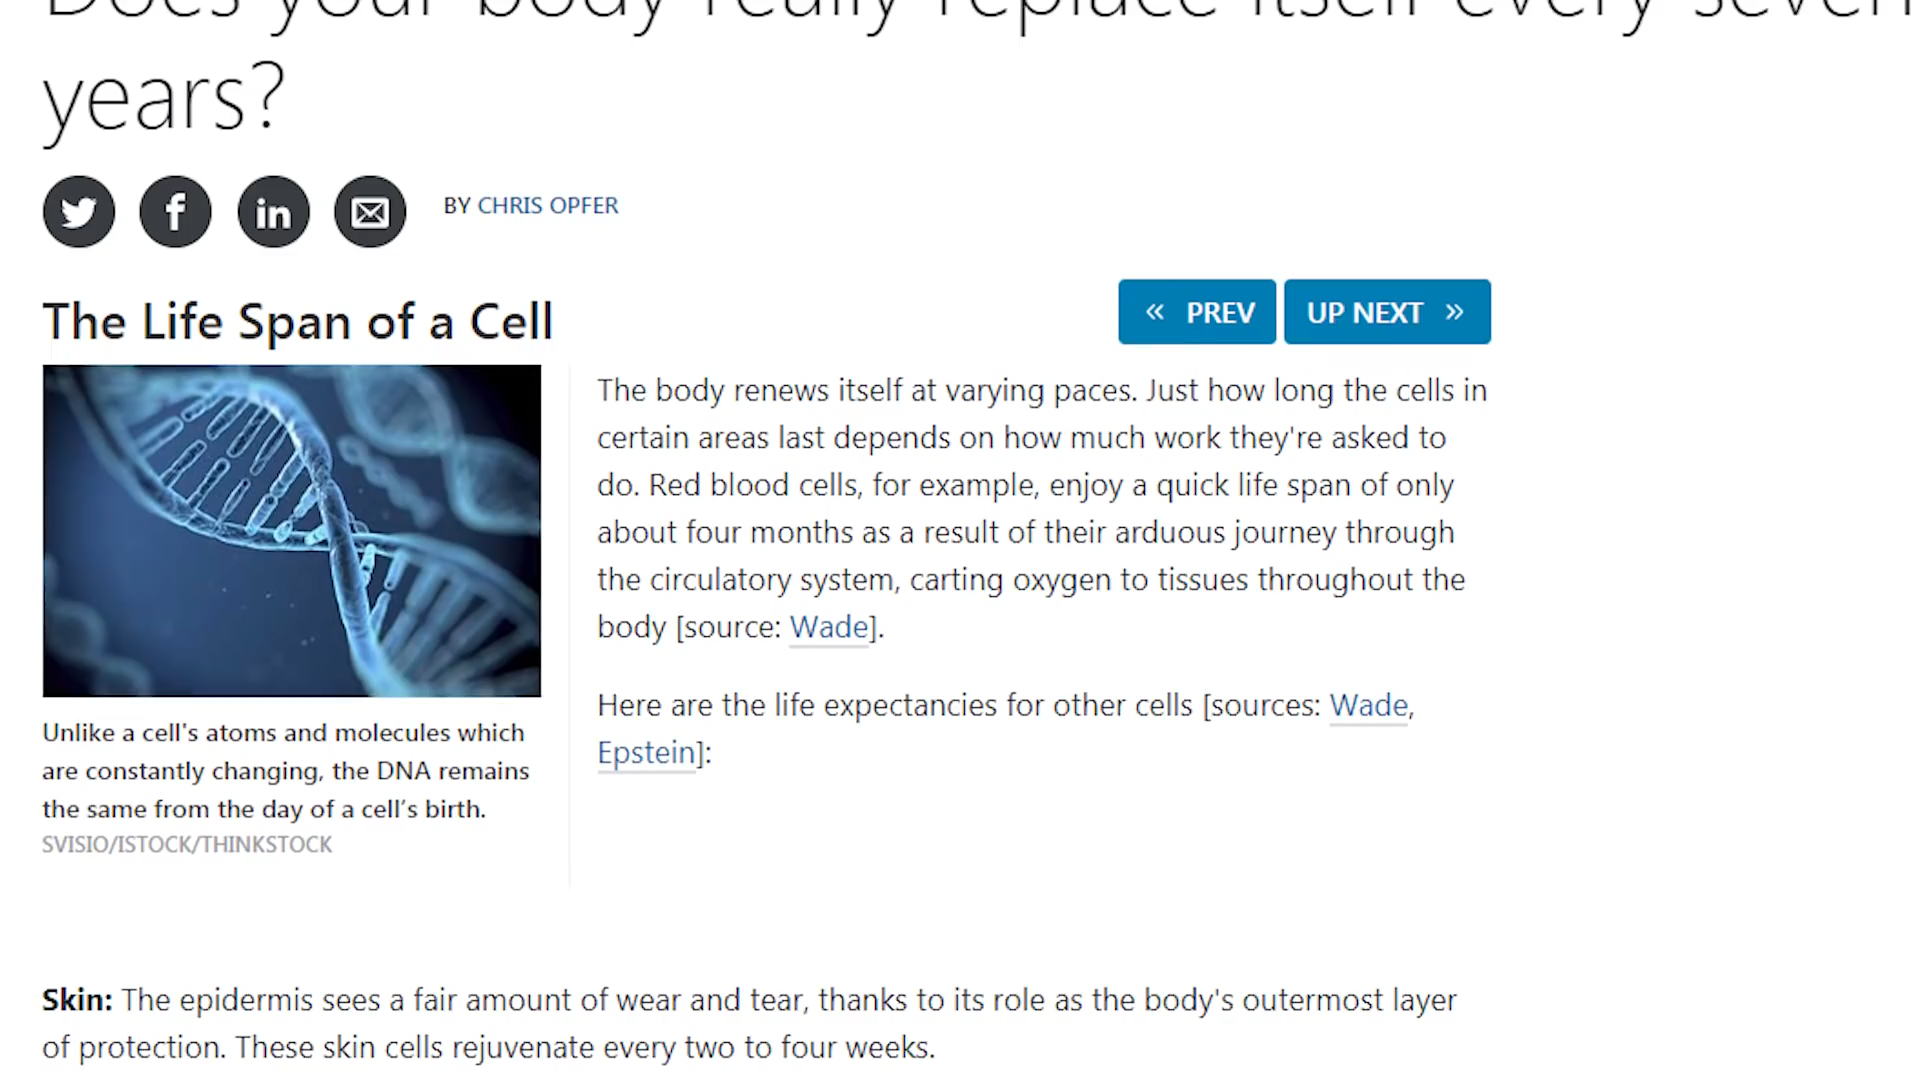 Does your body really replace itself every seven
years?
BY CHRIS OPFER
The Life Span of a Cell
« PREV
UP NEXT »
The body renews itself at varying paces. Just how long the cells in
certain areas last depends on how much work they're asked to
do. Red blood cells, for example, enjoy a quick life span of only
about four months as a result of their arduous journey through
the circulatory system, carting oxygen to tissues throughout the
body [source: Wade].
Here are the life expectancies for other cells [sources: Wade,
Epstein]:
Unlike a cell's atoms and molecules which
are constantly changing, the DNA remains
the same from the day of a cell’s birth.
SVISIO/ISTOCK/THINKSTOCK
Skin: The epidermis sees a fair amount of wear and tear, thanks to its role as the body's outermost layer
of protection. These skin cells rejuvenate every two to four weeks.